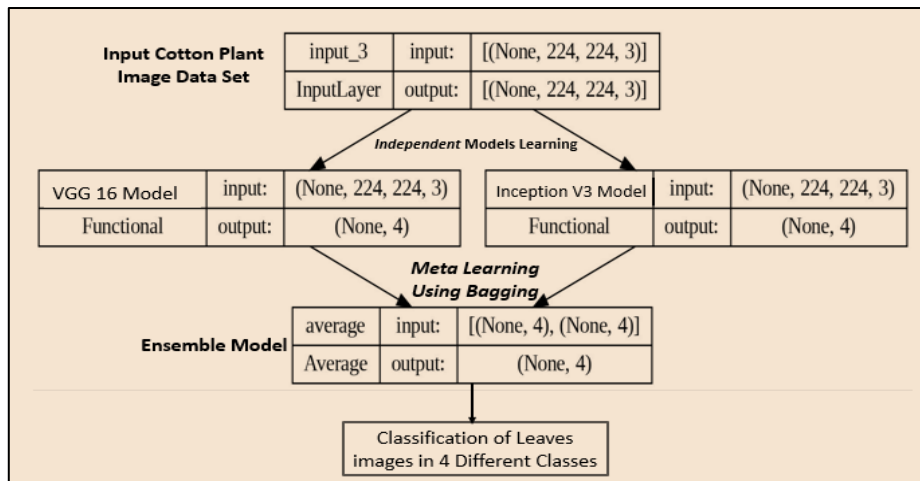 Input Cotton Plant
Image Data Set
input_3 input: [(None, 224, 224, 3)]
InputLayer output: [(None, 224, 224, 3)]
Independent Models Learning
VGG 16 Model input: (None, 224, 224, 3)
Functional output: (None, 4)
Inception V3 Model input: (None, 224, 224, 3)
Functional output: (None, 4)
Meta Learning
Using Bagging
Ensemble Model
average input: [(None, 4), (None, 4)]
Average output: (None, 4)
Classification of Leaves
images in 4 Different Classes